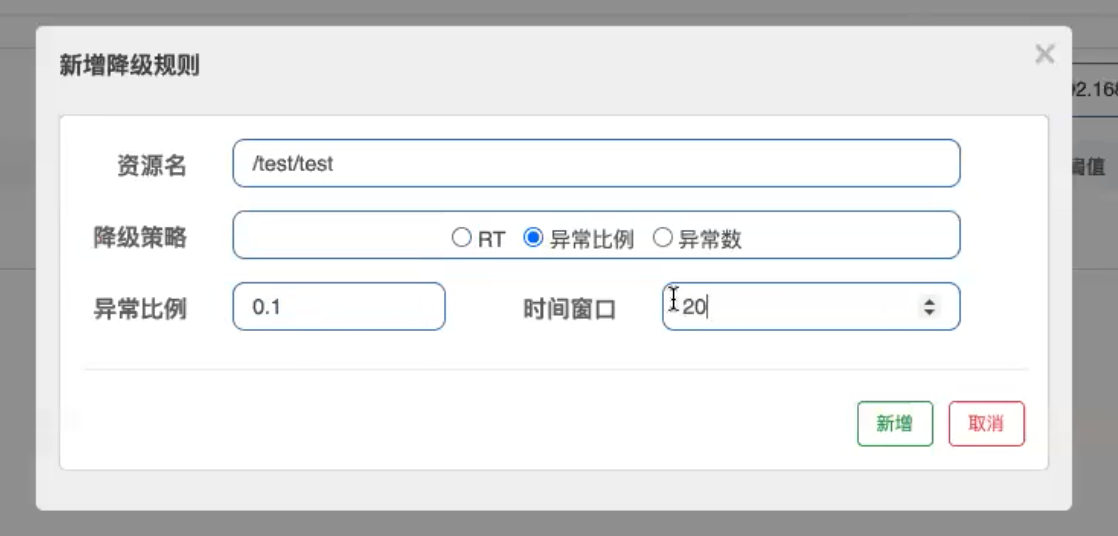 新增降级规则
×
02.168
资源名 /test/test
阈值
降级策略 RT 异常比例 异常数
异常比例 0.1 时间窗口 20
新增 取消